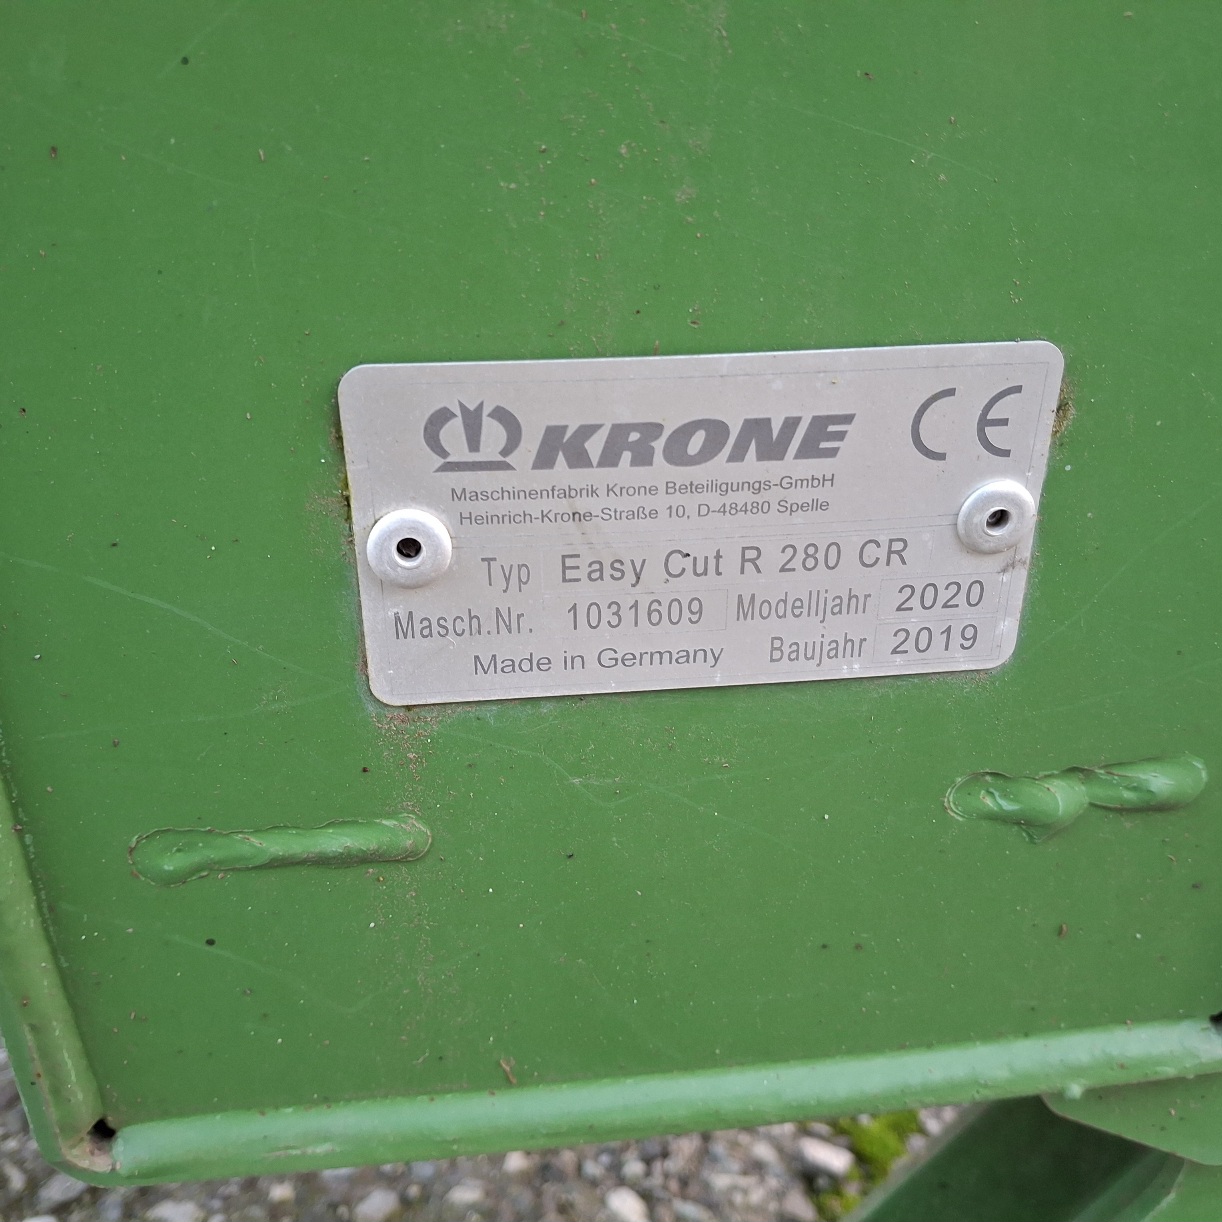 KRONE CE
Maschinenfabrik Krone Beteiligungs-GmbH
Heinrich-Krone-Straße 10, D-48480 Spelle
Typ Easy Cut R 280 CR
Masch.Nr. 1031609 Modelljahr 2020
Made in Germany Baujahr 2019